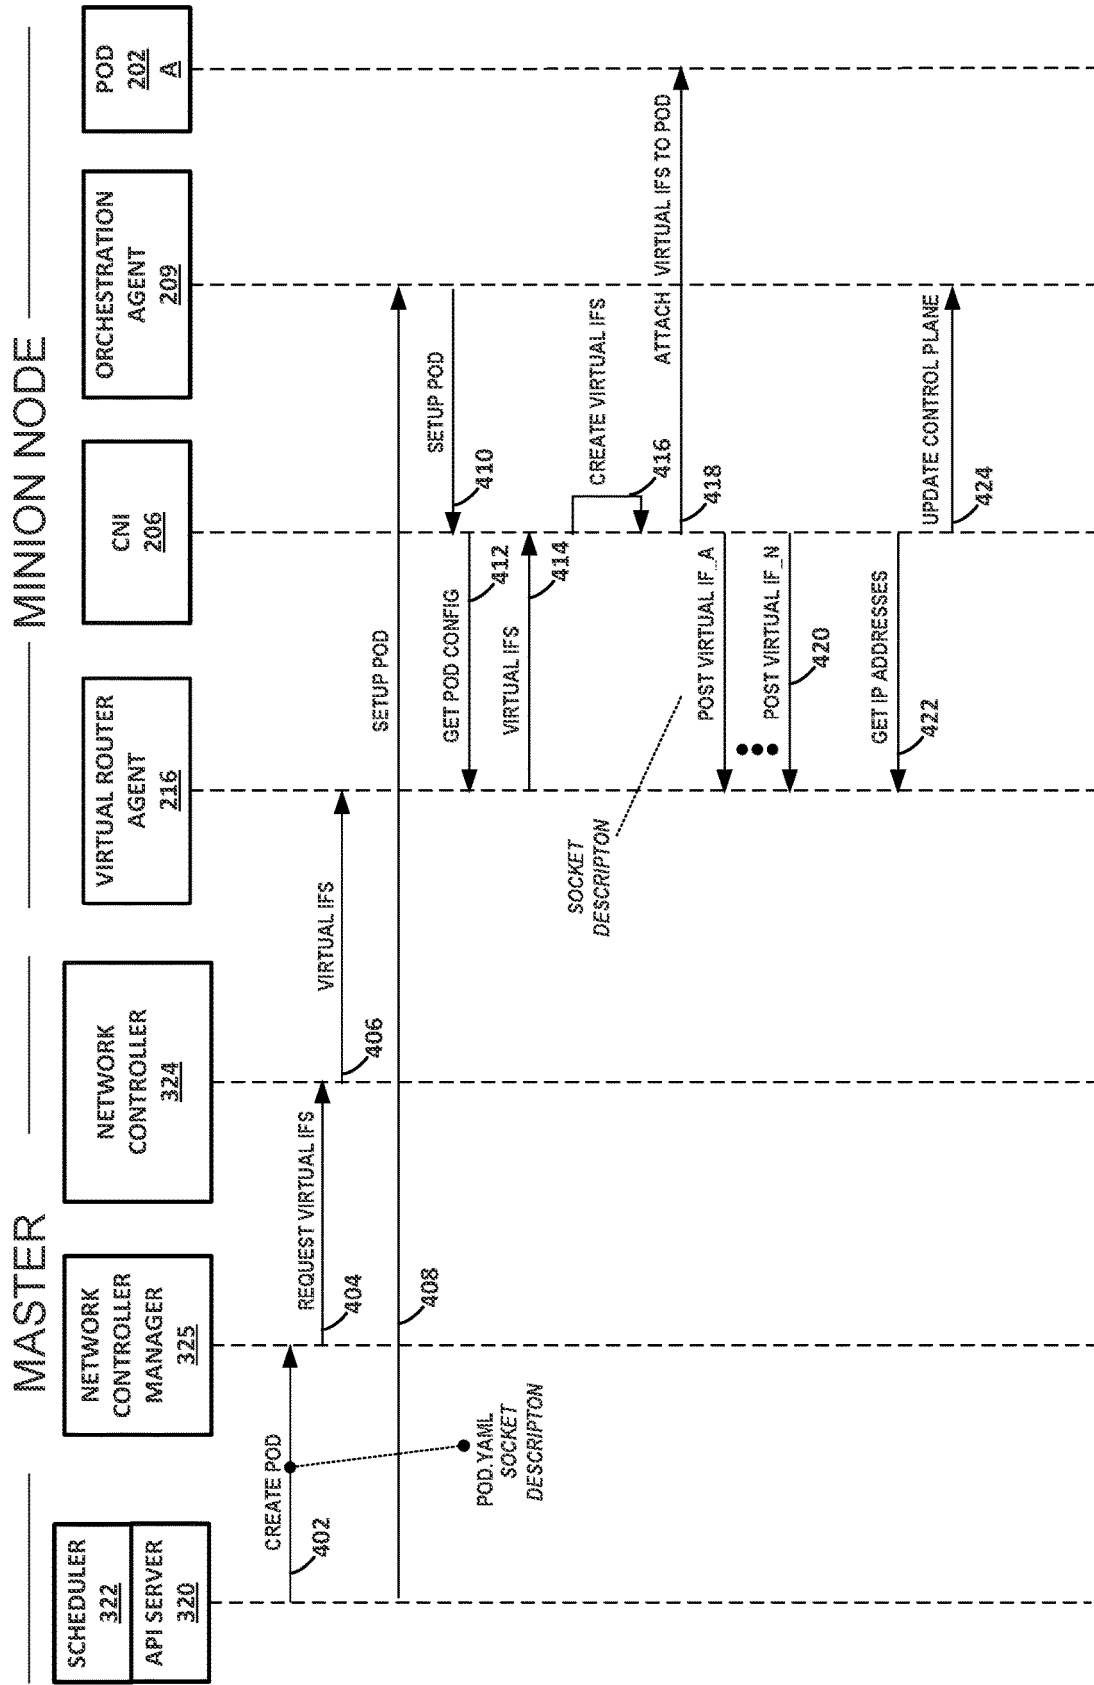 MASTER
MINION NODE
SCHEDULER
322
API SERVER
320
NETWORK
CONTROLLER
MANAGER
325
NETWORK
CONTROLLER
324
VIRTUAL ROUTER
AGENT
216
CNI
206
ORCHESTRATION
AGENT
209
POD
202
A
CREATE POD
402
POD.YAML
SOCKET
DESCRIPTON
REQUEST VIRTUAL IFS
404
VIRTUAL IFS
406
SETUP POD
408
SETUP POD
410
GET POD CONFIG
412
VIRTUAL IFS
414
CREATE VIRTUAL IFS
416
ATTACH VIRTUAL IFS TO POD
418
SOCKET
DESCRIPTON
POST VIRTUAL IF_A
POST VIRTUAL IF_N
420
GET IP ADDRESSES
422
UPDATE CONTROL PLANE
424